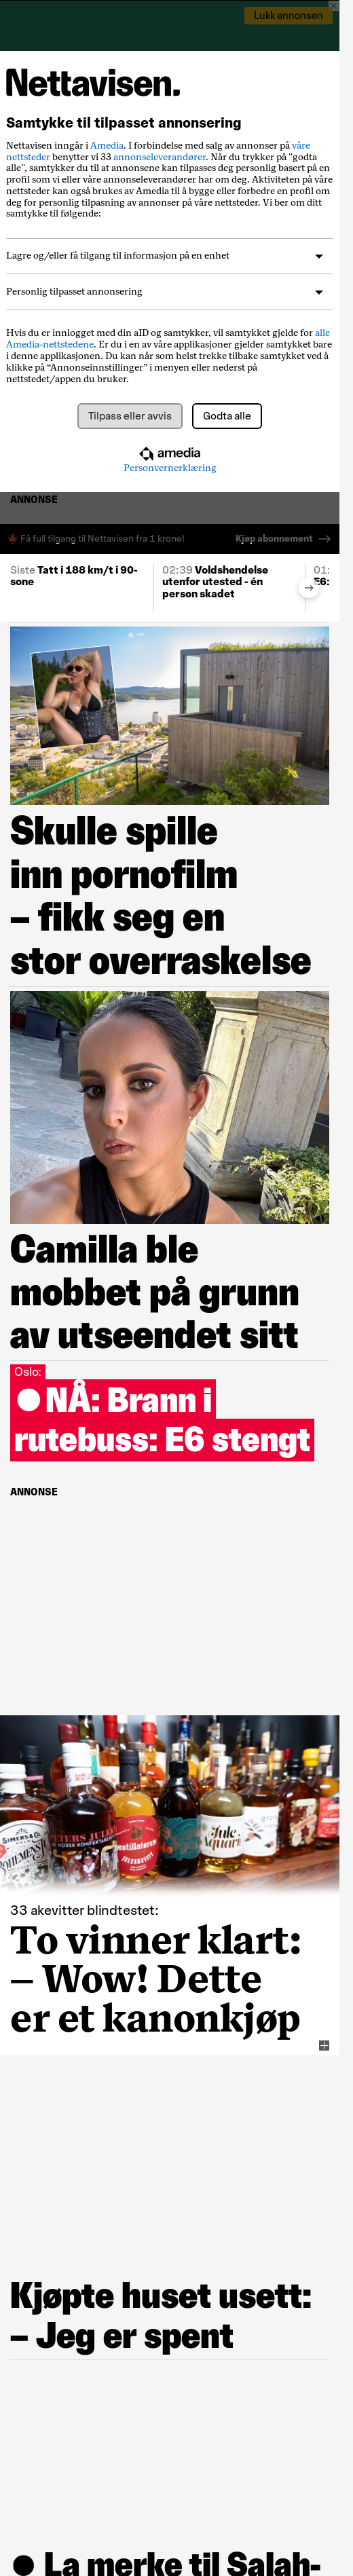 Lukk annonsen
Nettavisen.
Samtykke til tilpasset annonsering
Nettavisen inngår i Amedia. I forbindelse med salg av annonser på våre
nettsteder benytter vi 33 annonseleverandører. Når du trykker på "godta
alle", samtykker du til at annonsene kan tilpasses deg personlig basert på en
profil som vi eller våre annonseleverandører har om deg. Aktiviteten på våre
nettsteder kan også brukes av Amedia til å bygge eller forbedre en profil om
deg for personlig tilpasning av annonser på våre nettsteder. Vi ber om ditt
samtykke til følgende:
Lagre og/eller få tilgang til informasjon på en enhet
Personlig tilpasset annonsering
Hvis du er innlogget med din aID og samtykker, vil samtykket gjelde for alle
Amedia-nettstedene. Er du i en av våre applikasjoner gjelder samtykket bare
i denne applikasjonen. Du kan når som helst trekke tilbake samtykket ved å
klikke på “Annonseinnstillinger” i menyen eller nederst på
nettstedet/appen du bruker.
Tilpass eller avvis Godta alle
amedia
Personvernerklæring
ANNONSE
Få full tilgang til Nettavisen fra 1 krone! Kjøp abonnement
Siste Tatt i 188 km/t i 90-
sone
02:39 Voldshendelse
utenfor utested - én
person skadet
01:
E6:
Skulle spille
inn pornofilm
– fikk seg en
stor overraskelse
Camilla ble
mobbet på grunn
av utseendet sitt
Oslo:
NÅ: Brann i
rutebuss: E6 stengt
ANNONSE
33 akevitter blindtestet:
To vinner klart:
– Wow! Dette
er et kanonkjøp
Kjøpte huset usett:
– Jeg er spent
● La merke til Salah-